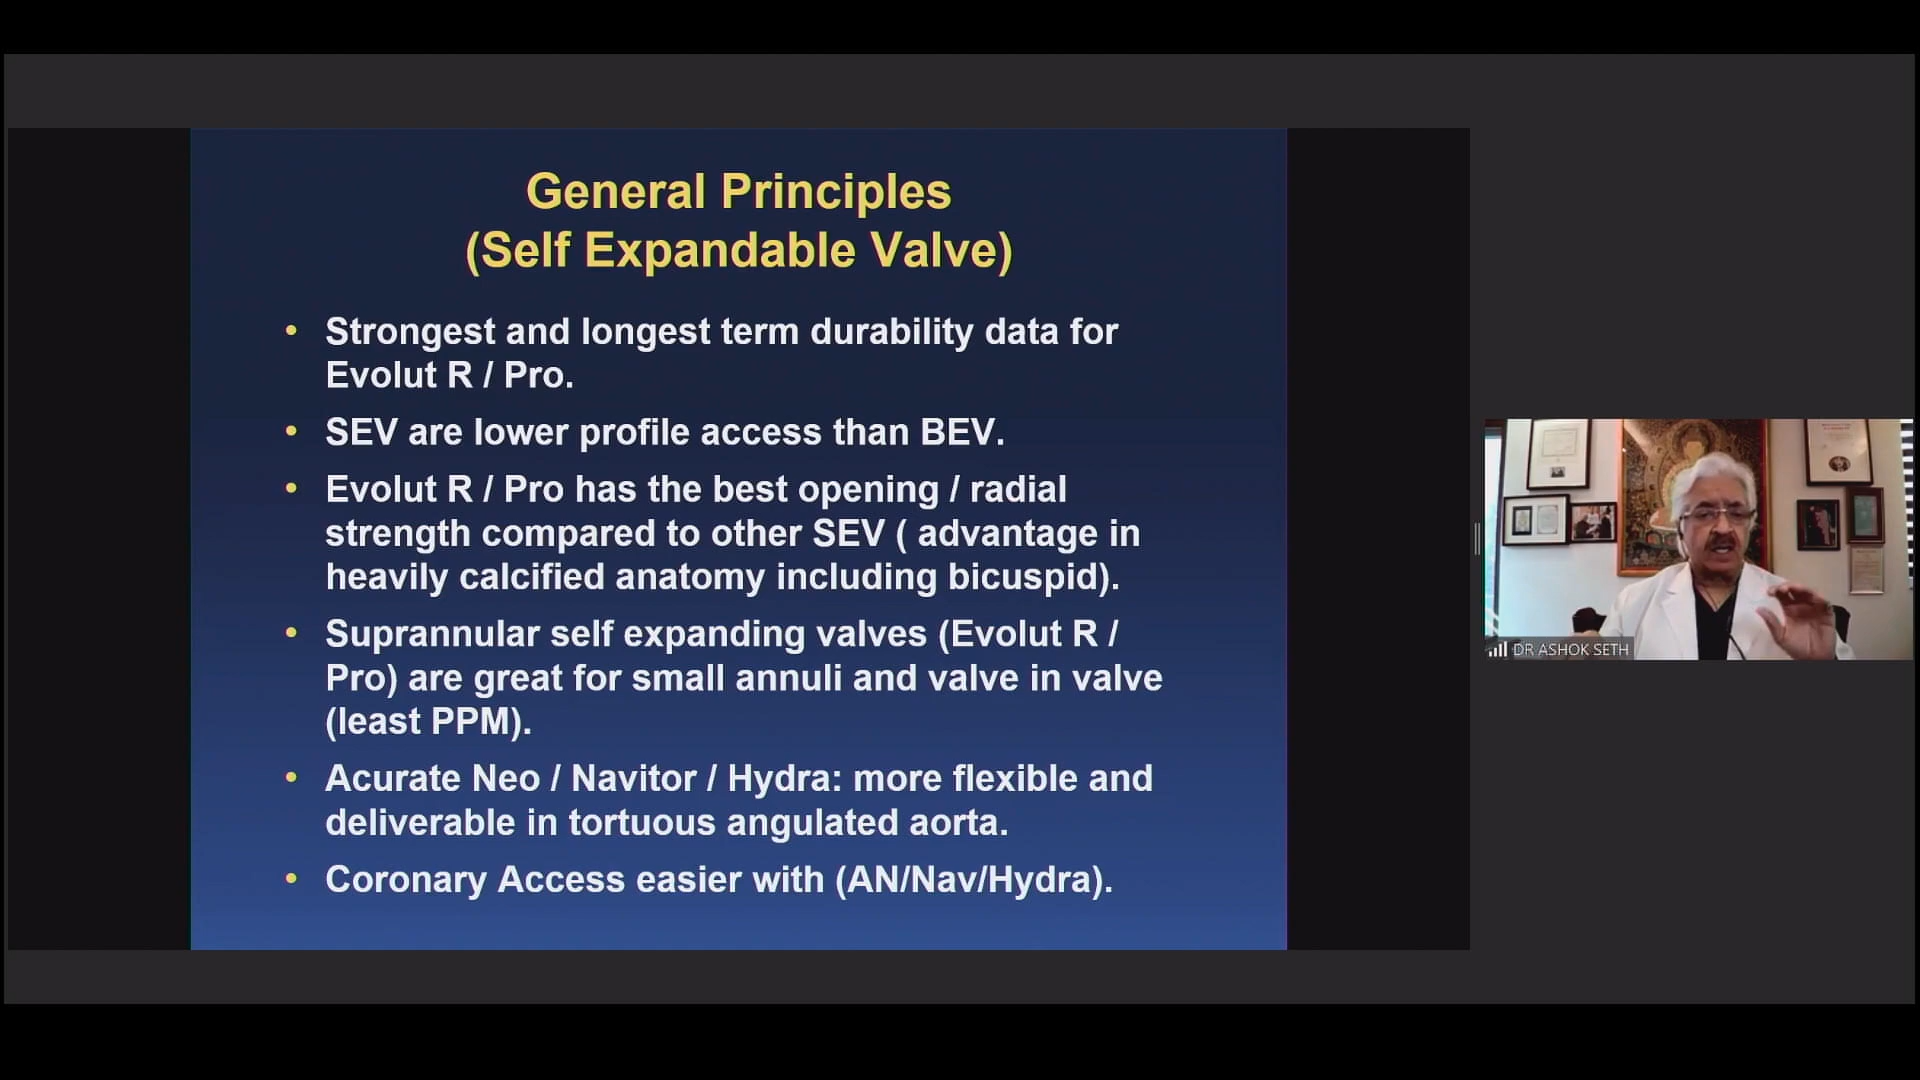 General Principles
(Self Expandable Valve)
• Strongest and longest term durability data for
Evolut R / Pro.
• SEV are lower profile access than BEV.
• Evolut R / Pro has the best opening / radial
strength compared to other SEV ( advantage in
heavily calcified anatomy including bicuspid).
• Suprannular self expanding valves (Evolut R /
Pro) are great for small annuli and valve in valve
(least PPM).
• Acurate Neo / Navitor / Hydra: more flexible and
deliverable in tortuous angulated aorta.
• Coronary Access easier with (AN/Nav/Hydra).
DR ASHOK SETH